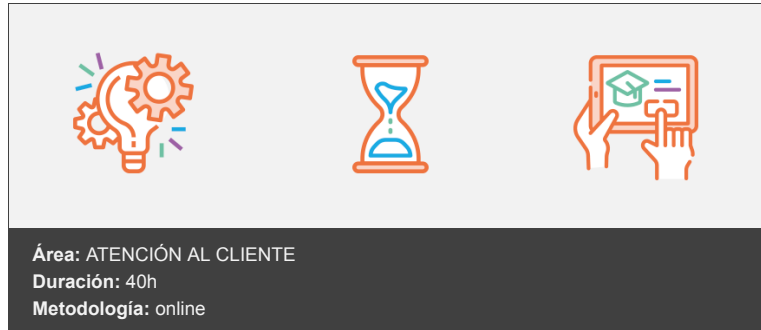 Área: ATENCIÓN AL CLIENTE
Duración: 40h
Metodología: online